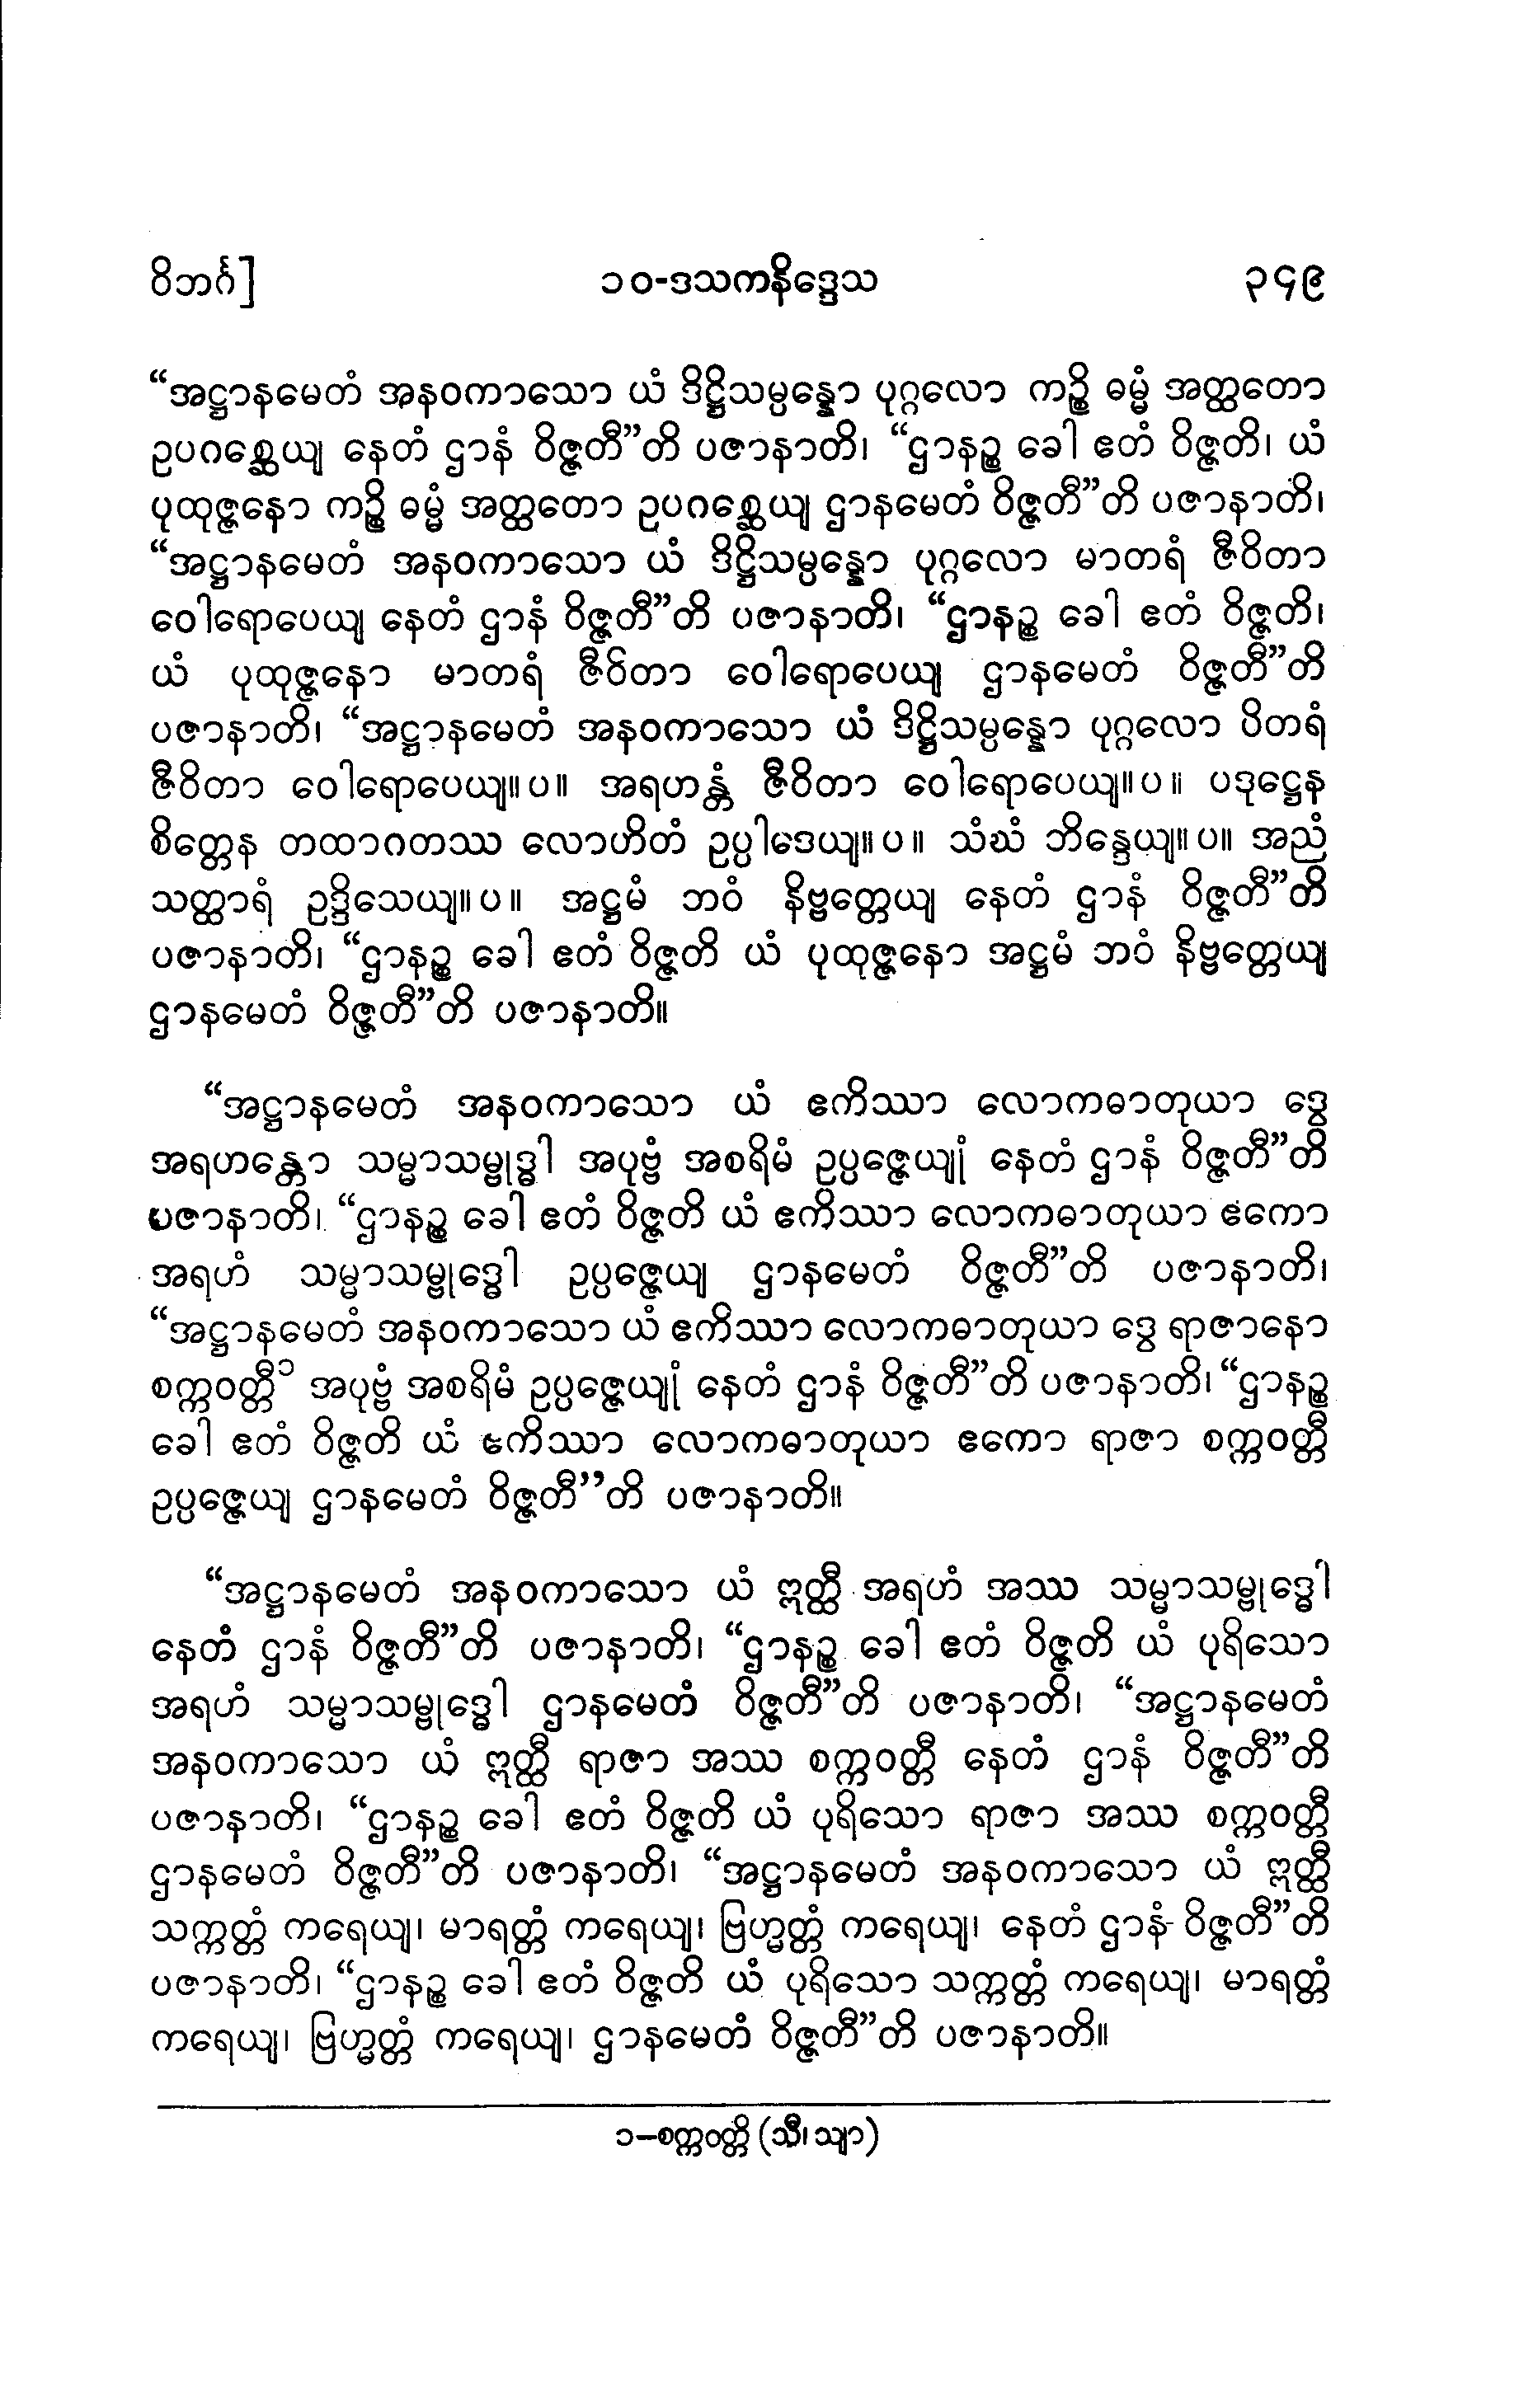 ဝိဘင်္ဂ] ၁၀-ဒသကနိဒ္ဒေသ ၃၄၉
“အဋ္ဌာနမေတံ အနဝကာသော ယံ ဒိဋ္ဌိသမ္ပန္နော ပုဂ္ဂလော ကဉ္စိ ဓမ္မံ အတ္ထတော
ဥပဂစ္ဆေယျ နေတံ ဌာနံ ဝိဇ္ဇတီ”တိ ပဇာနာတိ၊ “ဌာနဉ္စ ခေါ ဧတံ ဝိဇ္ဇတိ၊ ယံ
ပုထုဇ္ဇနော ကဉ္စိ ဓမ္မံ အတ္ထတော ဥပဂစ္ဆေယျ ဌာနမေတံ ဝိဇ္ဇတီ”တိ ပဇာနာတိ၊
“အဋ္ဌာနမေတံ အနဝကာသော ယံ ဒိဋ္ဌိသမ္ပန္နော ပုဂ္ဂလော မာတရံ ဇီဝိတာ
ဝေါရောပေယျ နေတံ ဌာနံ ဝိဇ္ဇတီ”တိ ပဇာနာတိ၊ “ဌာနဉ္စ ခေါ ဧတံ ဝိဇ္ဇတိ၊
ယံ ပုထုဇ္ဇနော မာတရံ ဇီဝိတာ ဝေါရောပေယျ ဌာနမေတံ ဝိဇ္ဇတီ”တိ
ပဇာနာတိ၊ “အဋ္ဌာနမေတံ အနဝကာသော ယံ ဒိဋ္ဌိသမ္ပန္နော ပုဂ္ဂလော ပိတရံ
ဇီဝိတာ ဝေါရောပေယျ။ပ။ အရဟန္တံ ဇီဝိတာ ဝေါရောပေယျ။ပ။ ပဒုဋ္ဌေန
စိတ္တေန တထာဂတဿ လောဟိတံ ဥပ္ပါဒေယျ။ပ။ သံဃံ ဘိန္ဒေယျ။ပ။ အညံ
သတ္ထာရံ ဥဒ္ဒိသေယျ။ပ။ အဋ္ဌမံ ဘဝံ နိဗ္ဗတ္တေယျ နေတံ ဌာနံ ဝိဇ္ဇတီ”တိ
ပဇာနာတိ၊ “ဌာနဉ္စ ခေါ ဧတံ ဝိဇ္ဇတိ ယံ ပုထုဇ္ဇနော အဋ္ဌမံ ဘဝံ နိဗ္ဗတ္တေယျ
ဌာနမေတံ ဝိဇ္ဇတီ”တိ ပဇာနာတိ။
“အဋ္ဌာနမေတံ အနဝကာသော ယံ ဧကိဿာ လောကဓာတုယာ ဒွေ
အရဟန္တော သမ္မာသမ္ဗုဒ္ဓါ အပုဗ္ဗံ အစရိမံ ဥပ္ပဇ္ဇေယျုံ နေတံ ဌာနံ ဝိဇ္ဇတီ”တိ
ပဇာနာတိ၊ “ဌာနဉ္စ ခေါ ဧတံ ဝိဇ္ဇတိ ယံ ဧကိဿာ လောကဓာတုယာ ဧကော
အရဟံ သမ္မာသမ္ဗုဒ္ဓေါ ဥပ္ပဇ္ဇေယျ ဌာနမေတံ ဝိဇ္ဇတီ”တိ ပဇာနာတိ၊
“အဋ္ဌာနမေတံ အနဝကာသော ယံ ဧကိဿာ လောကဓာတုယာ ဒွေ ရာဇာနော
စက္ကဝတ္တီ ၁ အပုဗ္ဗံ အစရိမံ ဥပ္ပဇ္ဇေယျုံ နေတံ ဌာနံ ဝိဇ္ဇတီ”တိ ပဇာနာတိ၊ “ဌာနဉ္စ
ခေါ ဧတံ ဝိဇ္ဇတိ ယံ ဧကိဿာ လောကဓာတုယာ ဧကော ရာဇာ စက္ကဝတ္တီ
ဥပ္ပဇ္ဇေယျ ဌာနမေတံ ဝိဇ္ဇတီ”တိ ပဇာနာတိ။
“အဋ္ဌာနမေတံ အနဝကာသော ယံ ဣတ္ထီ အရဟံ အဿ သမ္မာသမ္ဗုဒ္ဓေါ
နေတံ ဌာနံ ဝိဇ္ဇတီ”တိ ပဇာနာတိ၊ “ဌာနဉ္စ ခေါ ဧတံ ဝိဇ္ဇတိ ယံ ပုရိသော
အရဟံ သမ္မာသမ္ဗုဒ္ဓေါ ဌာနမေတံ ဝိဇ္ဇတီ”တိ ပဇာနာတိ၊ “အဋ္ဌာနမေတံ
အနဝကာသော ယံ ဣတ္ထီ ရာဇာ အဿ စက္ကဝတ္တီ နေတံ ဌာနံ ဝိဇ္ဇတီ”တိ
ပဇာနာတိ၊ “ဌာနဉ္စ ခေါ ဧတံ ဝိဇ္ဇတိ ယံ ပုရိသော ရာဇာ အဿ စက္ကဝတ္တီ
ဌာနမေတံ ဝိဇ္ဇတီ”တိ ပဇာနာတိ၊ “အဋ္ဌာနမေတံ အနဝကာသော ယံ ဣတ္ထီ
သက္ကတ္တံ ကရေယျ၊ မာရတ္တံ ကရေယျ၊ ဗြဟ္မတ္တံ ကရေယျ၊ နေတံ ဌာနံ ဝိဇ္ဇတီ”တိ
ပဇာနာတိ၊ “ဌာနဉ္စ ခေါ ဧတံ ဝိဇ္ဇတိ ယံ ပုရိသော သက္ကတ္တံ ကရေယျ၊ မာရတ္တံ
ကရေယျ၊ ဗြဟ္မတ္တံ ကရေယျ၊ ဌာနမေတံ ဝိဇ္ဇတီ”တိ ပဇာနာတိ။
၁–စက္ကဝတ္တိ (သီ၊ သျာ)